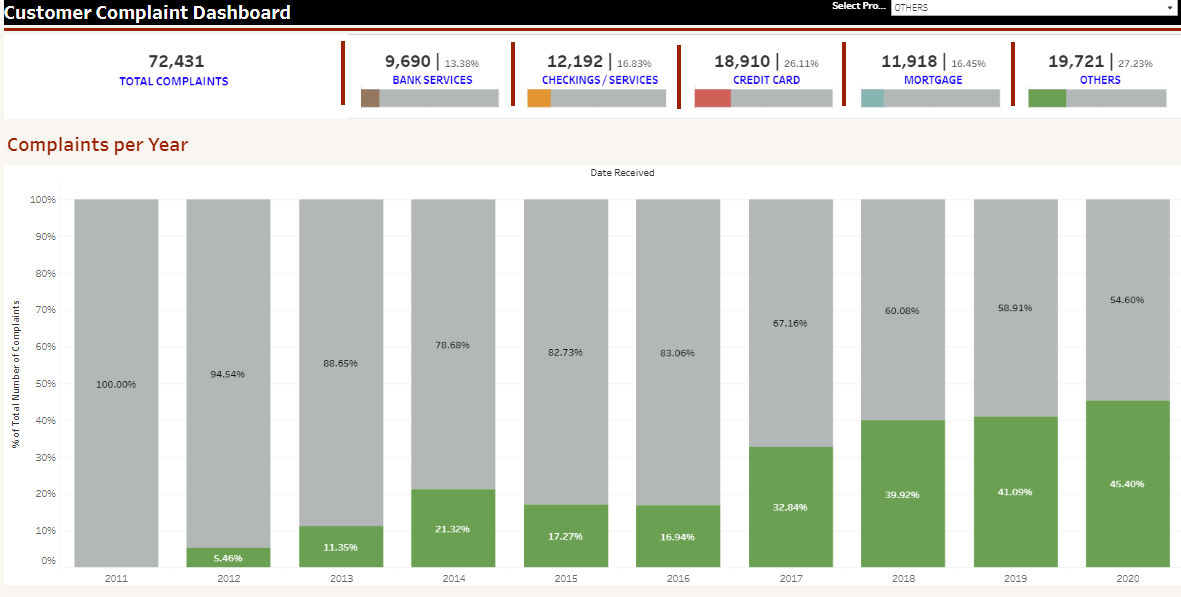 Customer Complaint Dashboard
Select Pro... OTHERS
72,431
TOTAL COMPLAINTS
9,690 | 13.38%
BANK SERVICES
12,192 | 16.83%
CHECKINGS / SERVICES
18,910 | 26.11%
CREDIT CARD
11,918 | 16.45%
MORTGAGE
19,721 | 27.23%
OTHERS
Complaints per Year
Date Received
% of Total Number of Complaints
100%
90%
80%
70%
60%
50%
40%
30%
20%
10%
0%
100.00%
94.54%
5.46%
88.65%
11.35%
78.68%
21.32%
82.73%
17.27%
83.06%
16.94%
67.16%
32.84%
60.08%
39.92%
58.91%
41.09%
54.60%
45.40%
2011 2012 2013 2014 2015 2016 2017 2018 2019 2020